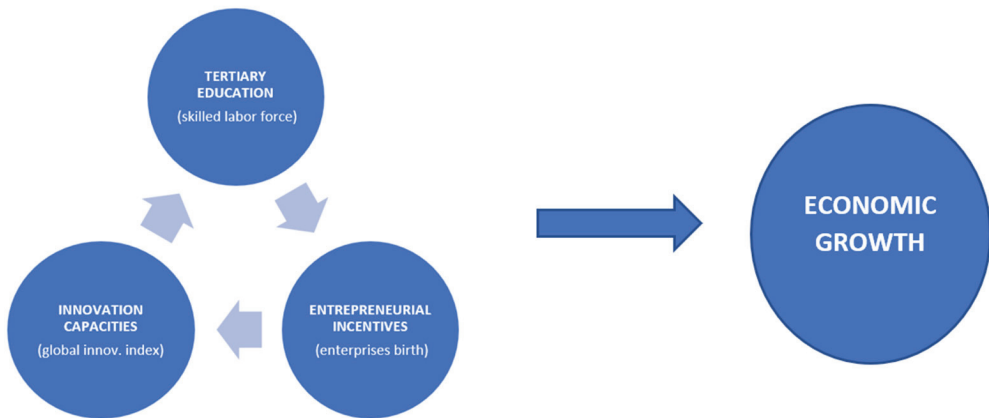 TERTIARY
EDUCATION
(skilled labor force)
INNOVATION
CAPACITIES
(global innov. index)
ENTREPRENEURIAL
INCENTIVES
(enterprises birth)
ECONOMIC
GROWTH